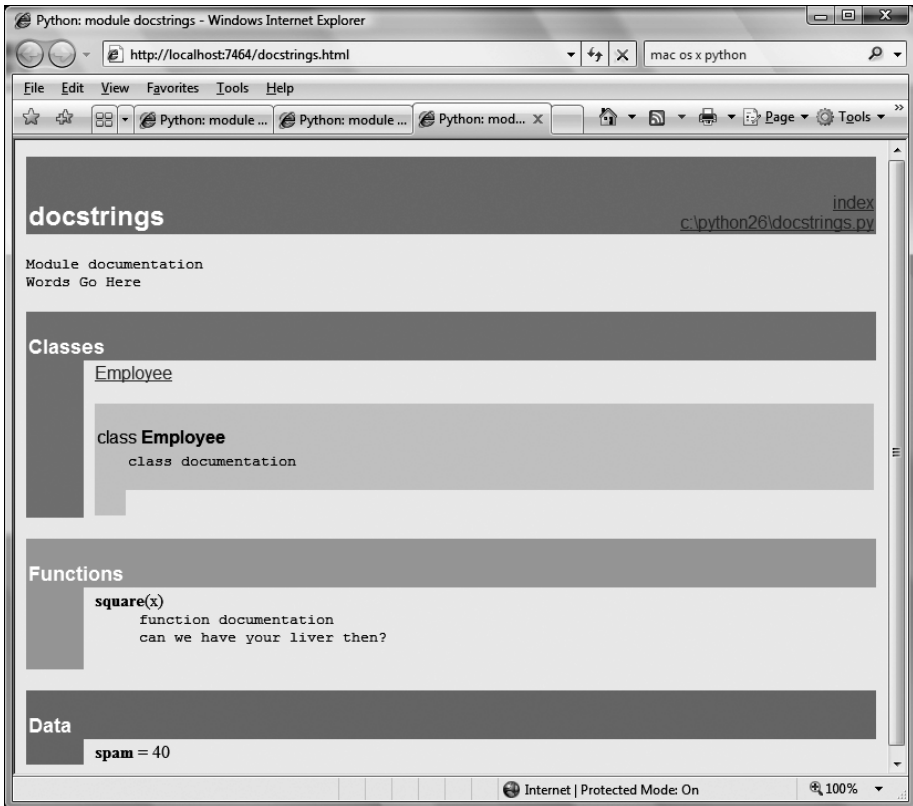 Python: module docstrings - Windows Internet Explorer
http://localhost:7464/docstrings.html
mac os x python
File Edit View Favorites Tools Help
Python: module ... Python: module ... Python: mod... Page Tools »
docstrings
index
c:\python26\docstrings.py
Module documentation
Words Go Here
Classes
Employee
class Employee
class documentation
Functions
square(x)
function documentation
can we have your liver then?
Data
spam = 40
Internet | Protected Mode: On 100%